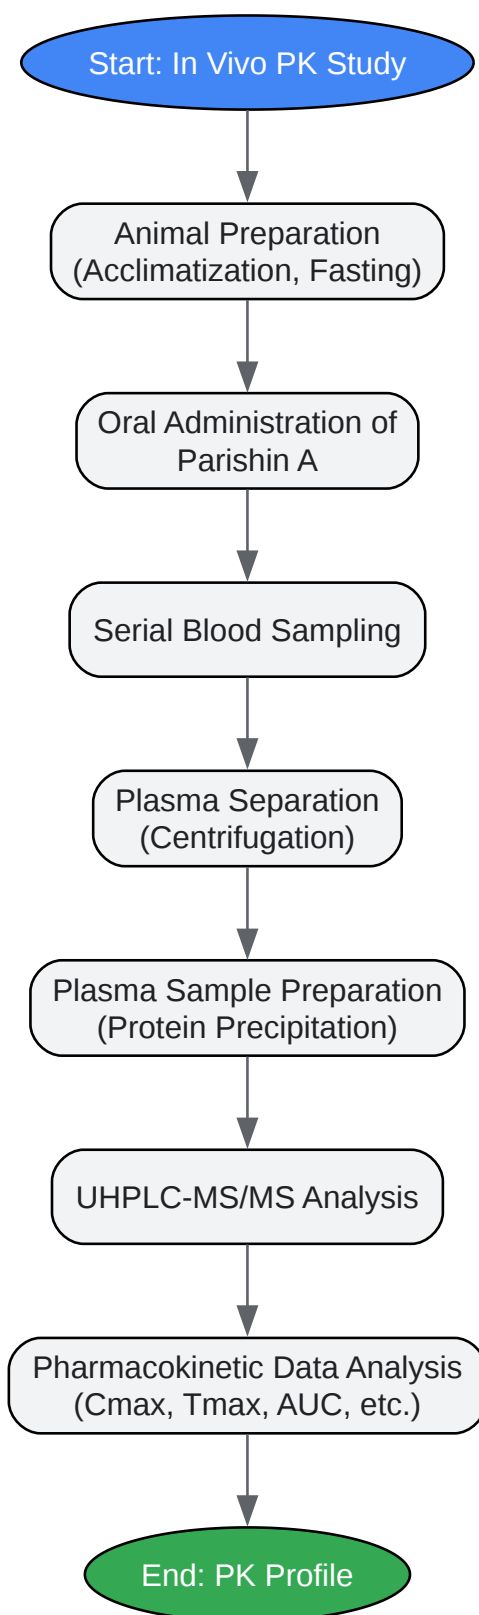 Start: In Vivo PK Study
Animal Preparation
(Acclimatization, Fasting)
Oral Administration of
Parishin A
Serial Blood Sampling
Plasma Separation
(Centrifugation)
Plasma Sample Preparation
(Protein Precipitation)
UHPLC-MS/MS Analysis
Pharmacokinetic Data Analysis
(Cmax, Tmax, AUC, etc.)
End: PK Profile